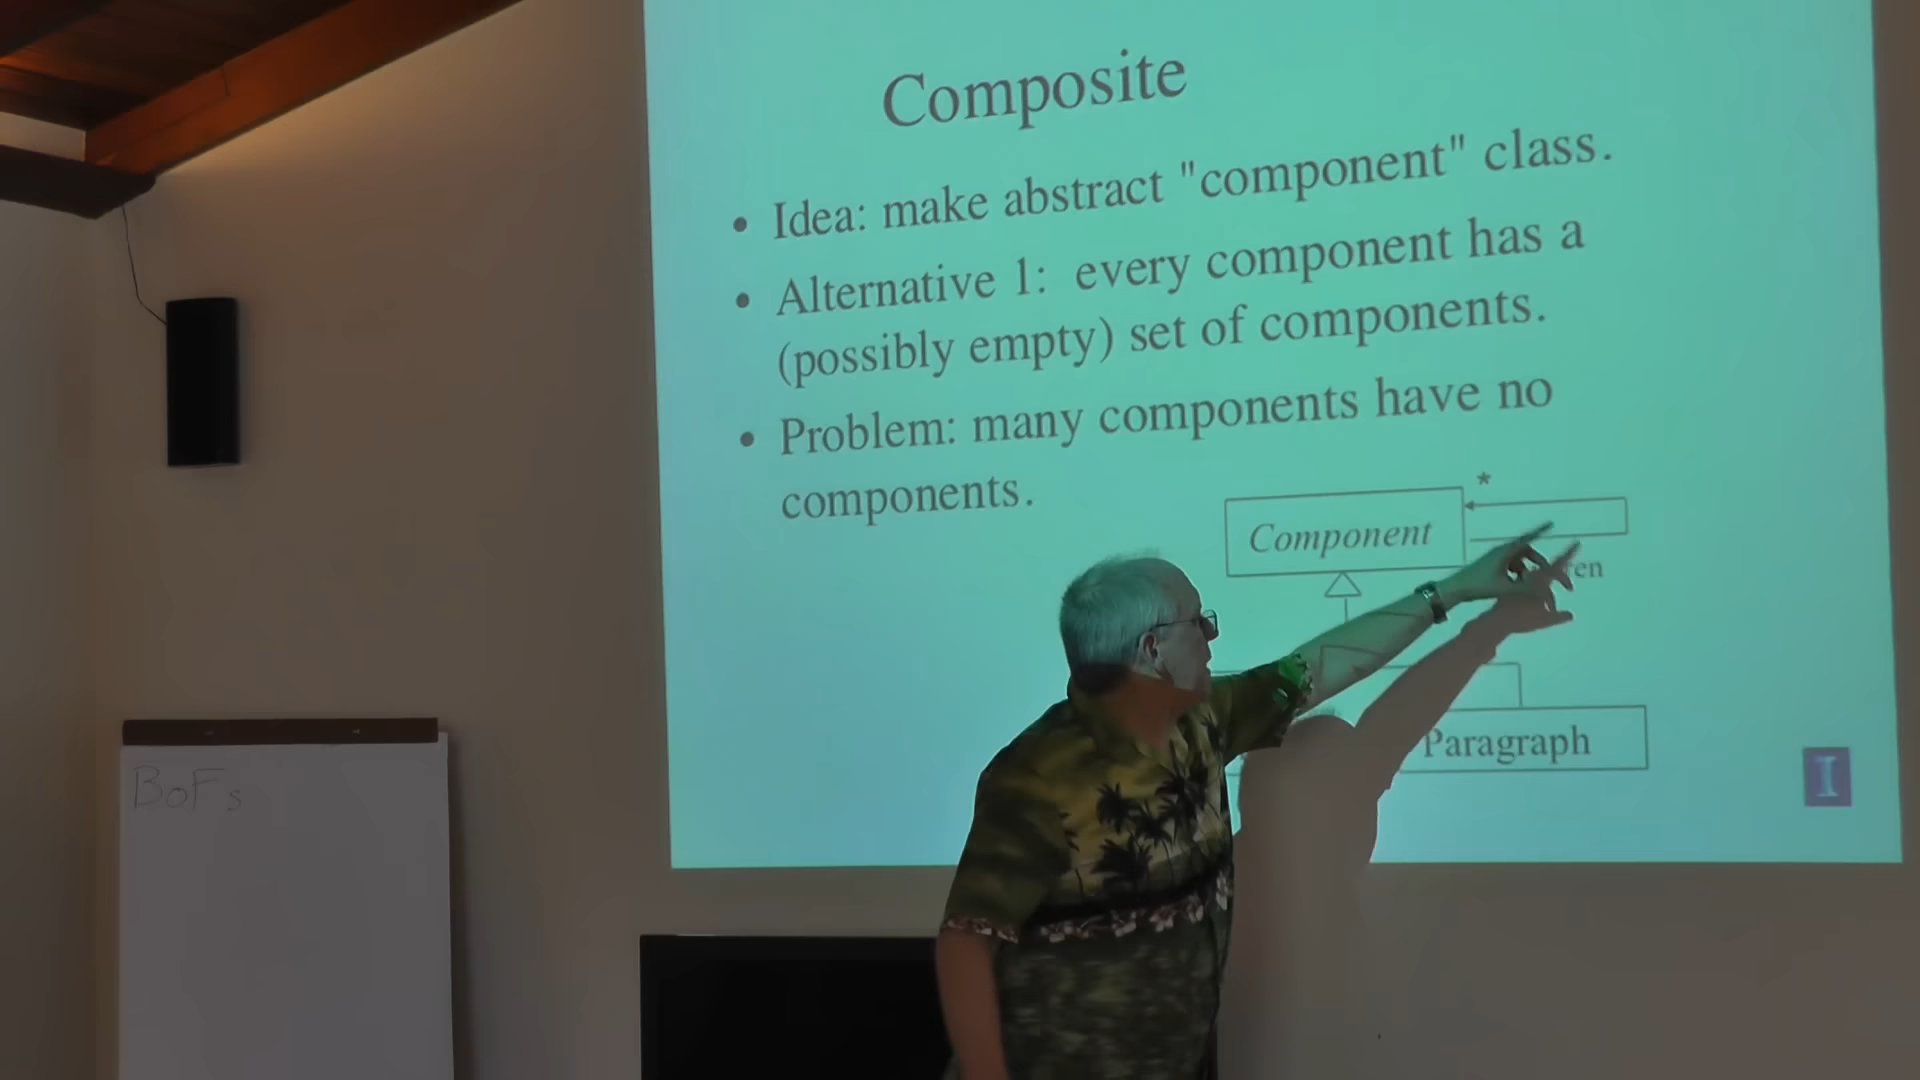 Composite
• Idea: make abstract "component" class.
• Alternative 1: every component has a
(possibly empty) set of components.
• Problem: many components have no
components.
*
Component
Paragraph
I
BoFs